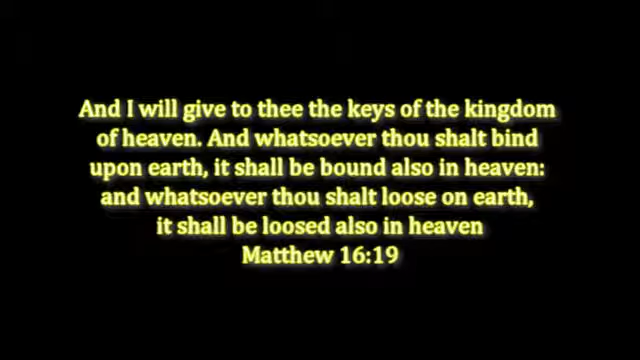 And I will give to thee the keys of the kingdom
of heaven. And whatsoever thou shalt bind
upon earth, it shall be bound also in heaven:
and whatsoever thou shalt loose on earth,
it shall be loosed also in heaven
Matthew 16:19